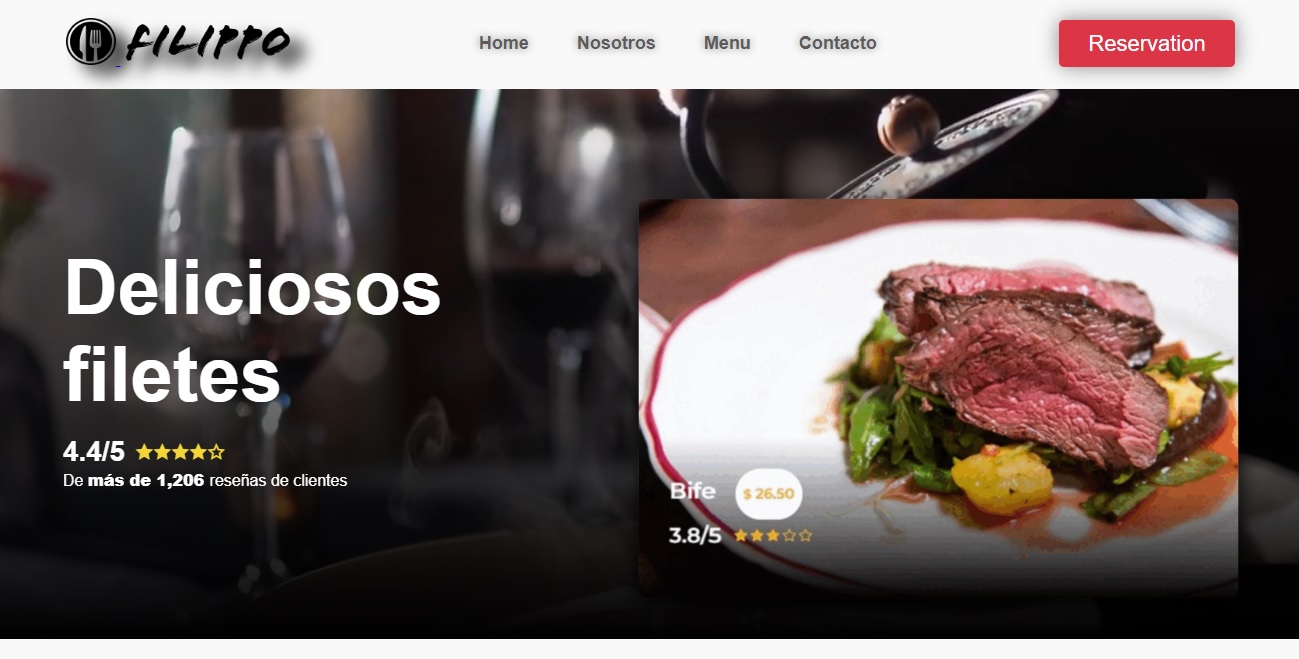 FILIPPO
Home Nosotros Menu Contacto
Reservation
Deliciosos
filetes
4.4/5
De más de 1,206 reseñas de clientes
Bife $ 26.50
3.8/5